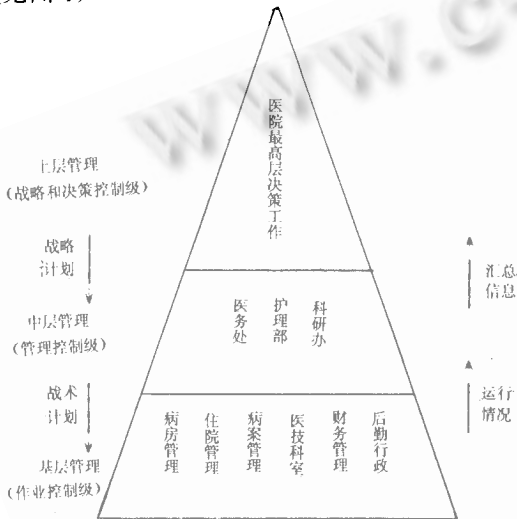 医院最高层决策工作
上层管理
(战略和决策控制级)
战略
计划
汇总
信息
中层管理
(管理控制级)
医务处
护理部
科研办
战术
计划
运行
情况
基层管理
(作业控制级)
病房管理
住院管理
病案管理
医技科室
财务管理
后勤行政